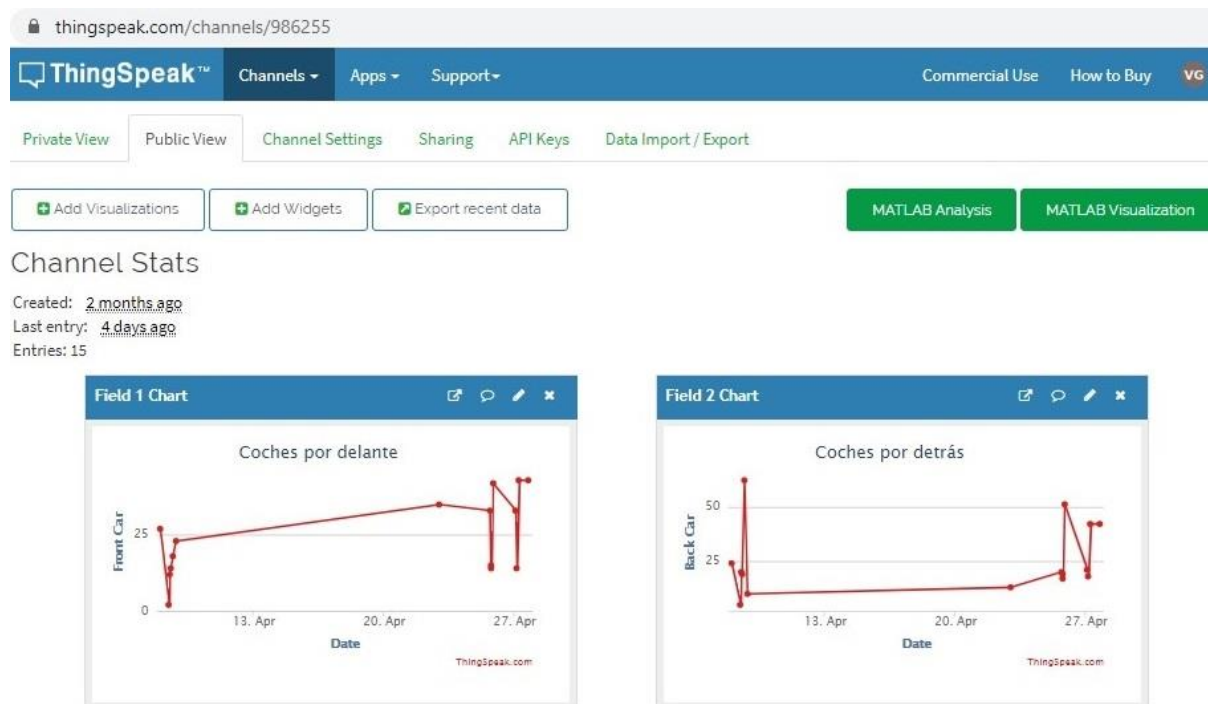 thingspeak.com/channels/986255
ThingSpeak™ Channels Apps Support Commercial Use How to Buy VG
Private View Public View Channel Settings Sharing API Keys Data Import / Export
Add Visualizations Add Widgets Export recent data MATLAB Analysis MATLAB Visualization
Channel Stats
Created: 2 months ago
Last entry: 4 days ago
Entries: 15
Field 1 Chart
Coches por delante
Front Car
25
0
13. Apr 20. Apr 27. Apr
Date
ThingSpeak.com
Field 2 Chart
Coches por detrás
Back Car
50
25
13. Apr 20. Apr 27. Apr
Date
ThingSpeak.com